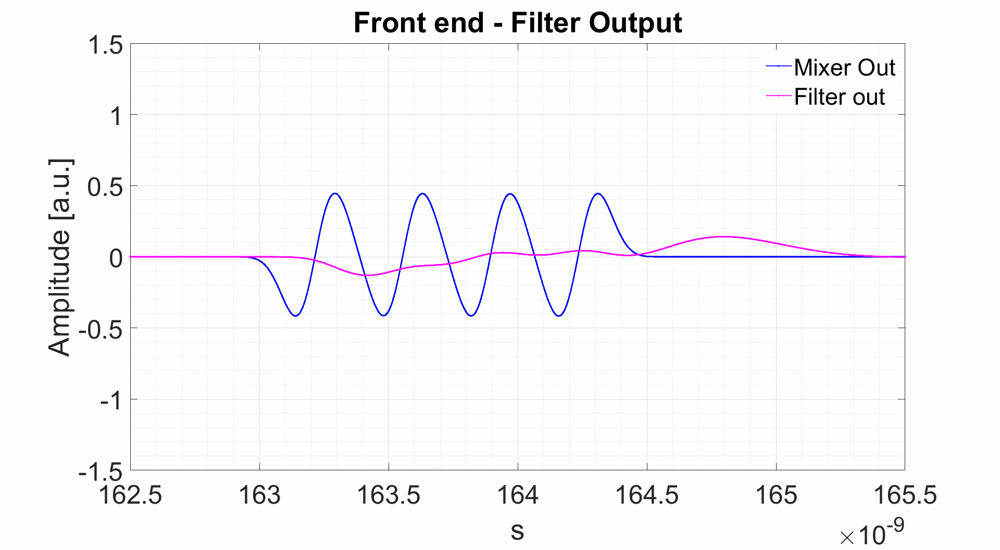 Front end - Filter Output
1.5
1
0.5
0
-0.5
-1
-1.5
Amplitude [a.u.]
Mixer Out
Filter out
162.5 163 163.5 164 164.5 165 165.5
s
×10⁻⁹